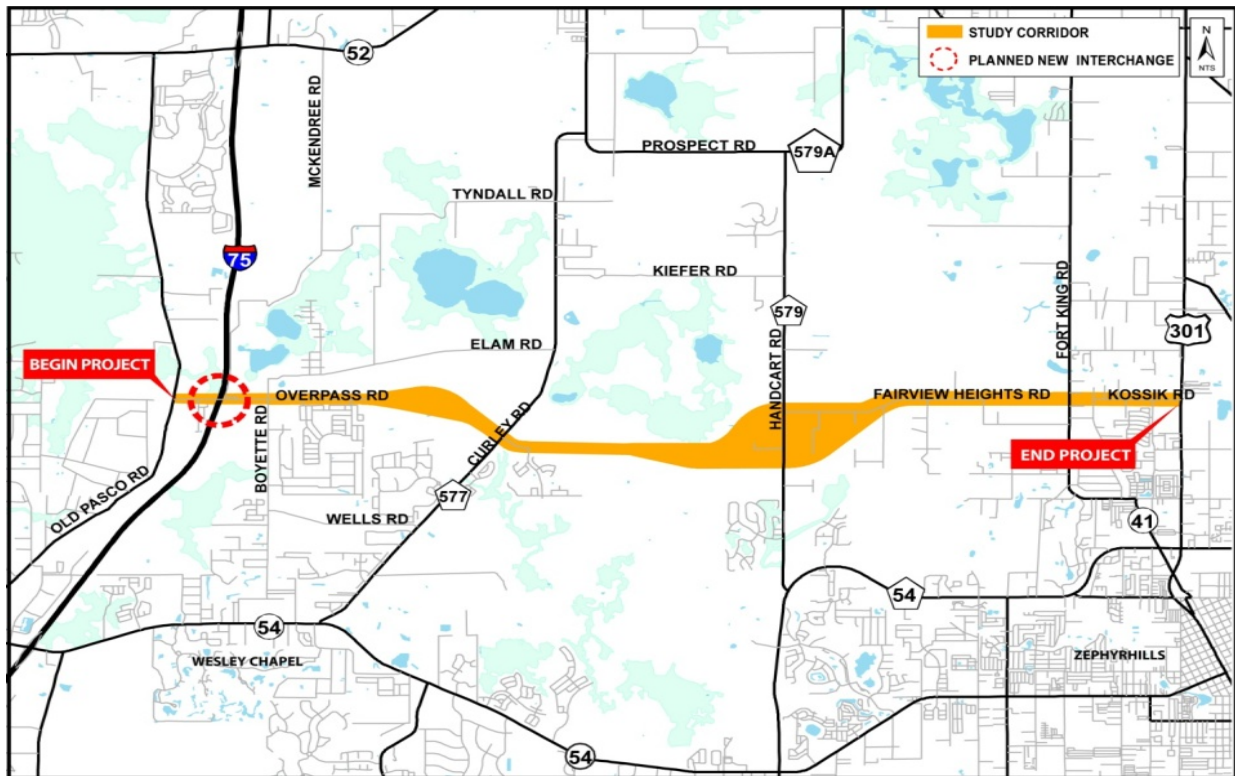 STUDY CORRIDOR
PLANNED NEW INTERCHANGE
N
NTS
52
MCKENDREE RD
PROSPECT RD
579A
TYNDALL RD
75
KIEFER RD
579
FORT KING RD
301
ELAM RD
HANDCART RD
BEGIN PROJECT
OVERPASS RD
FAIRVIEW HEIGHTS RD
KOSSIK RD
BOYETTE RD
CURLEY RD
END PROJECT
OLD PASCO RD
577
WELLS RD
41
54
54
WESLEY CHAPEL
ZEPHYRHILLS
54